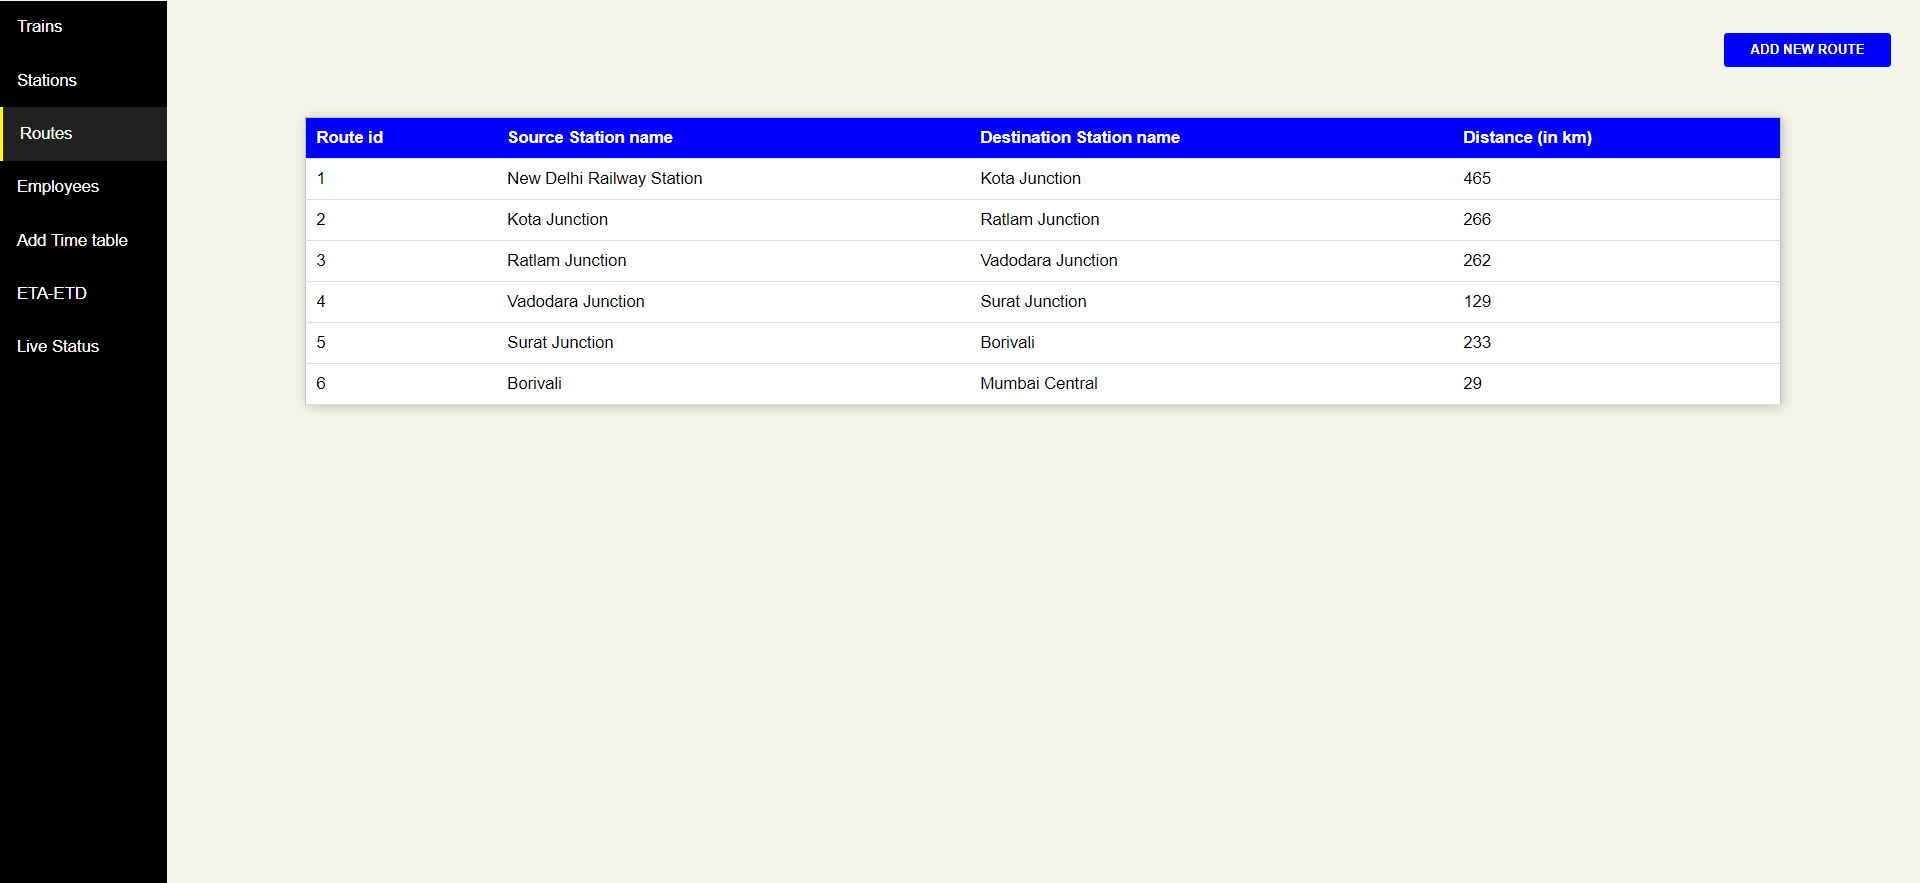 Trains
Stations
Routes
Employees
Add Time table
ETA-ETD
Live Status
ADD NEW ROUTE
Route id Source Station name Destination Station name Distance (in km)
1 New Delhi Railway Station Kota Junction 465
2 Kota Junction Ratlam Junction 266
3 Ratlam Junction Vadodara Junction 262
4 Vadodara Junction Surat Junction 129
5 Surat Junction Borivali 233
6 Borivali Mumbai Central 29